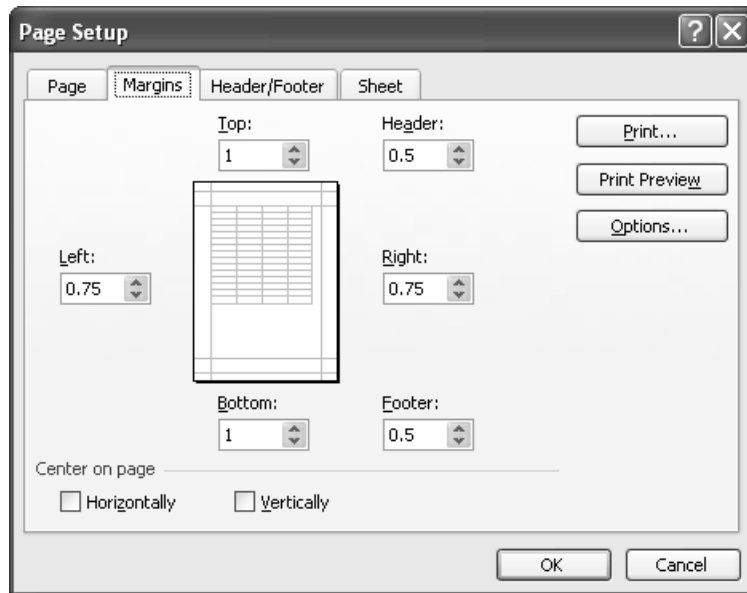 Page Setup
Page Margins Header/Footer Sheet
Top: Header:
1 0.5
Print...
Print Preview
Options...
Left: Right:
0.75 0.75
Bottom: Footer:
1 0.5
Center on page
Horizontally Vertically
OK Cancel